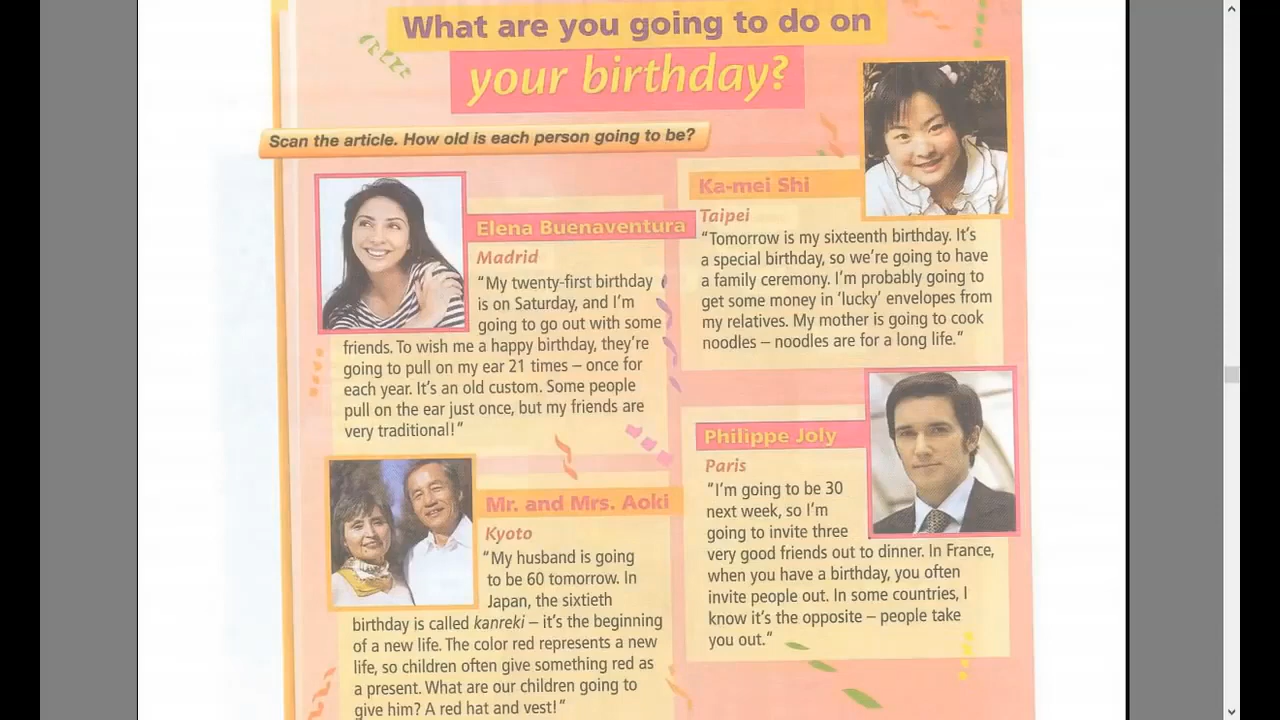 What are you going to do on
your birthday?
Scan the article. How old is each person going to be?
Elena Buenaventura
Madrid
“My twenty-first birthday
is on Saturday, and I’m
going to go out with some
friends. To wish me a happy birthday, they’re
going to pull on my ear 21 times – once for
each year. It’s an old custom. Some people
pull on the ear just once, but my friends are
very traditional!”
Ka-mei Shi
Taipei
“Tomorrow is my sixteenth birthday. It’s
a special birthday, so we’re going to have
a family ceremony. I’m probably going to
get some money in ‘lucky’ envelopes from
my relatives. My mother is going to cook
noodles – noodles are for a long life.”
Mr. and Mrs. Aoki
Kyoto
“My husband is going
to be 60 tomorrow. In
Japan, the sixtieth
birthday is called kanreki – it’s the beginning
of a new life. The color red represents a new
life, so children often give something red as
a present. What are our children going to
give him? A red hat and vest!”
Philippe Joly
Paris
“I’m going to be 30
next week, so I’m
going to invite three
very good friends out to dinner. In France,
when you have a birthday, you often
invite people out. In some countries, I
know it’s the opposite – people take
you out.”